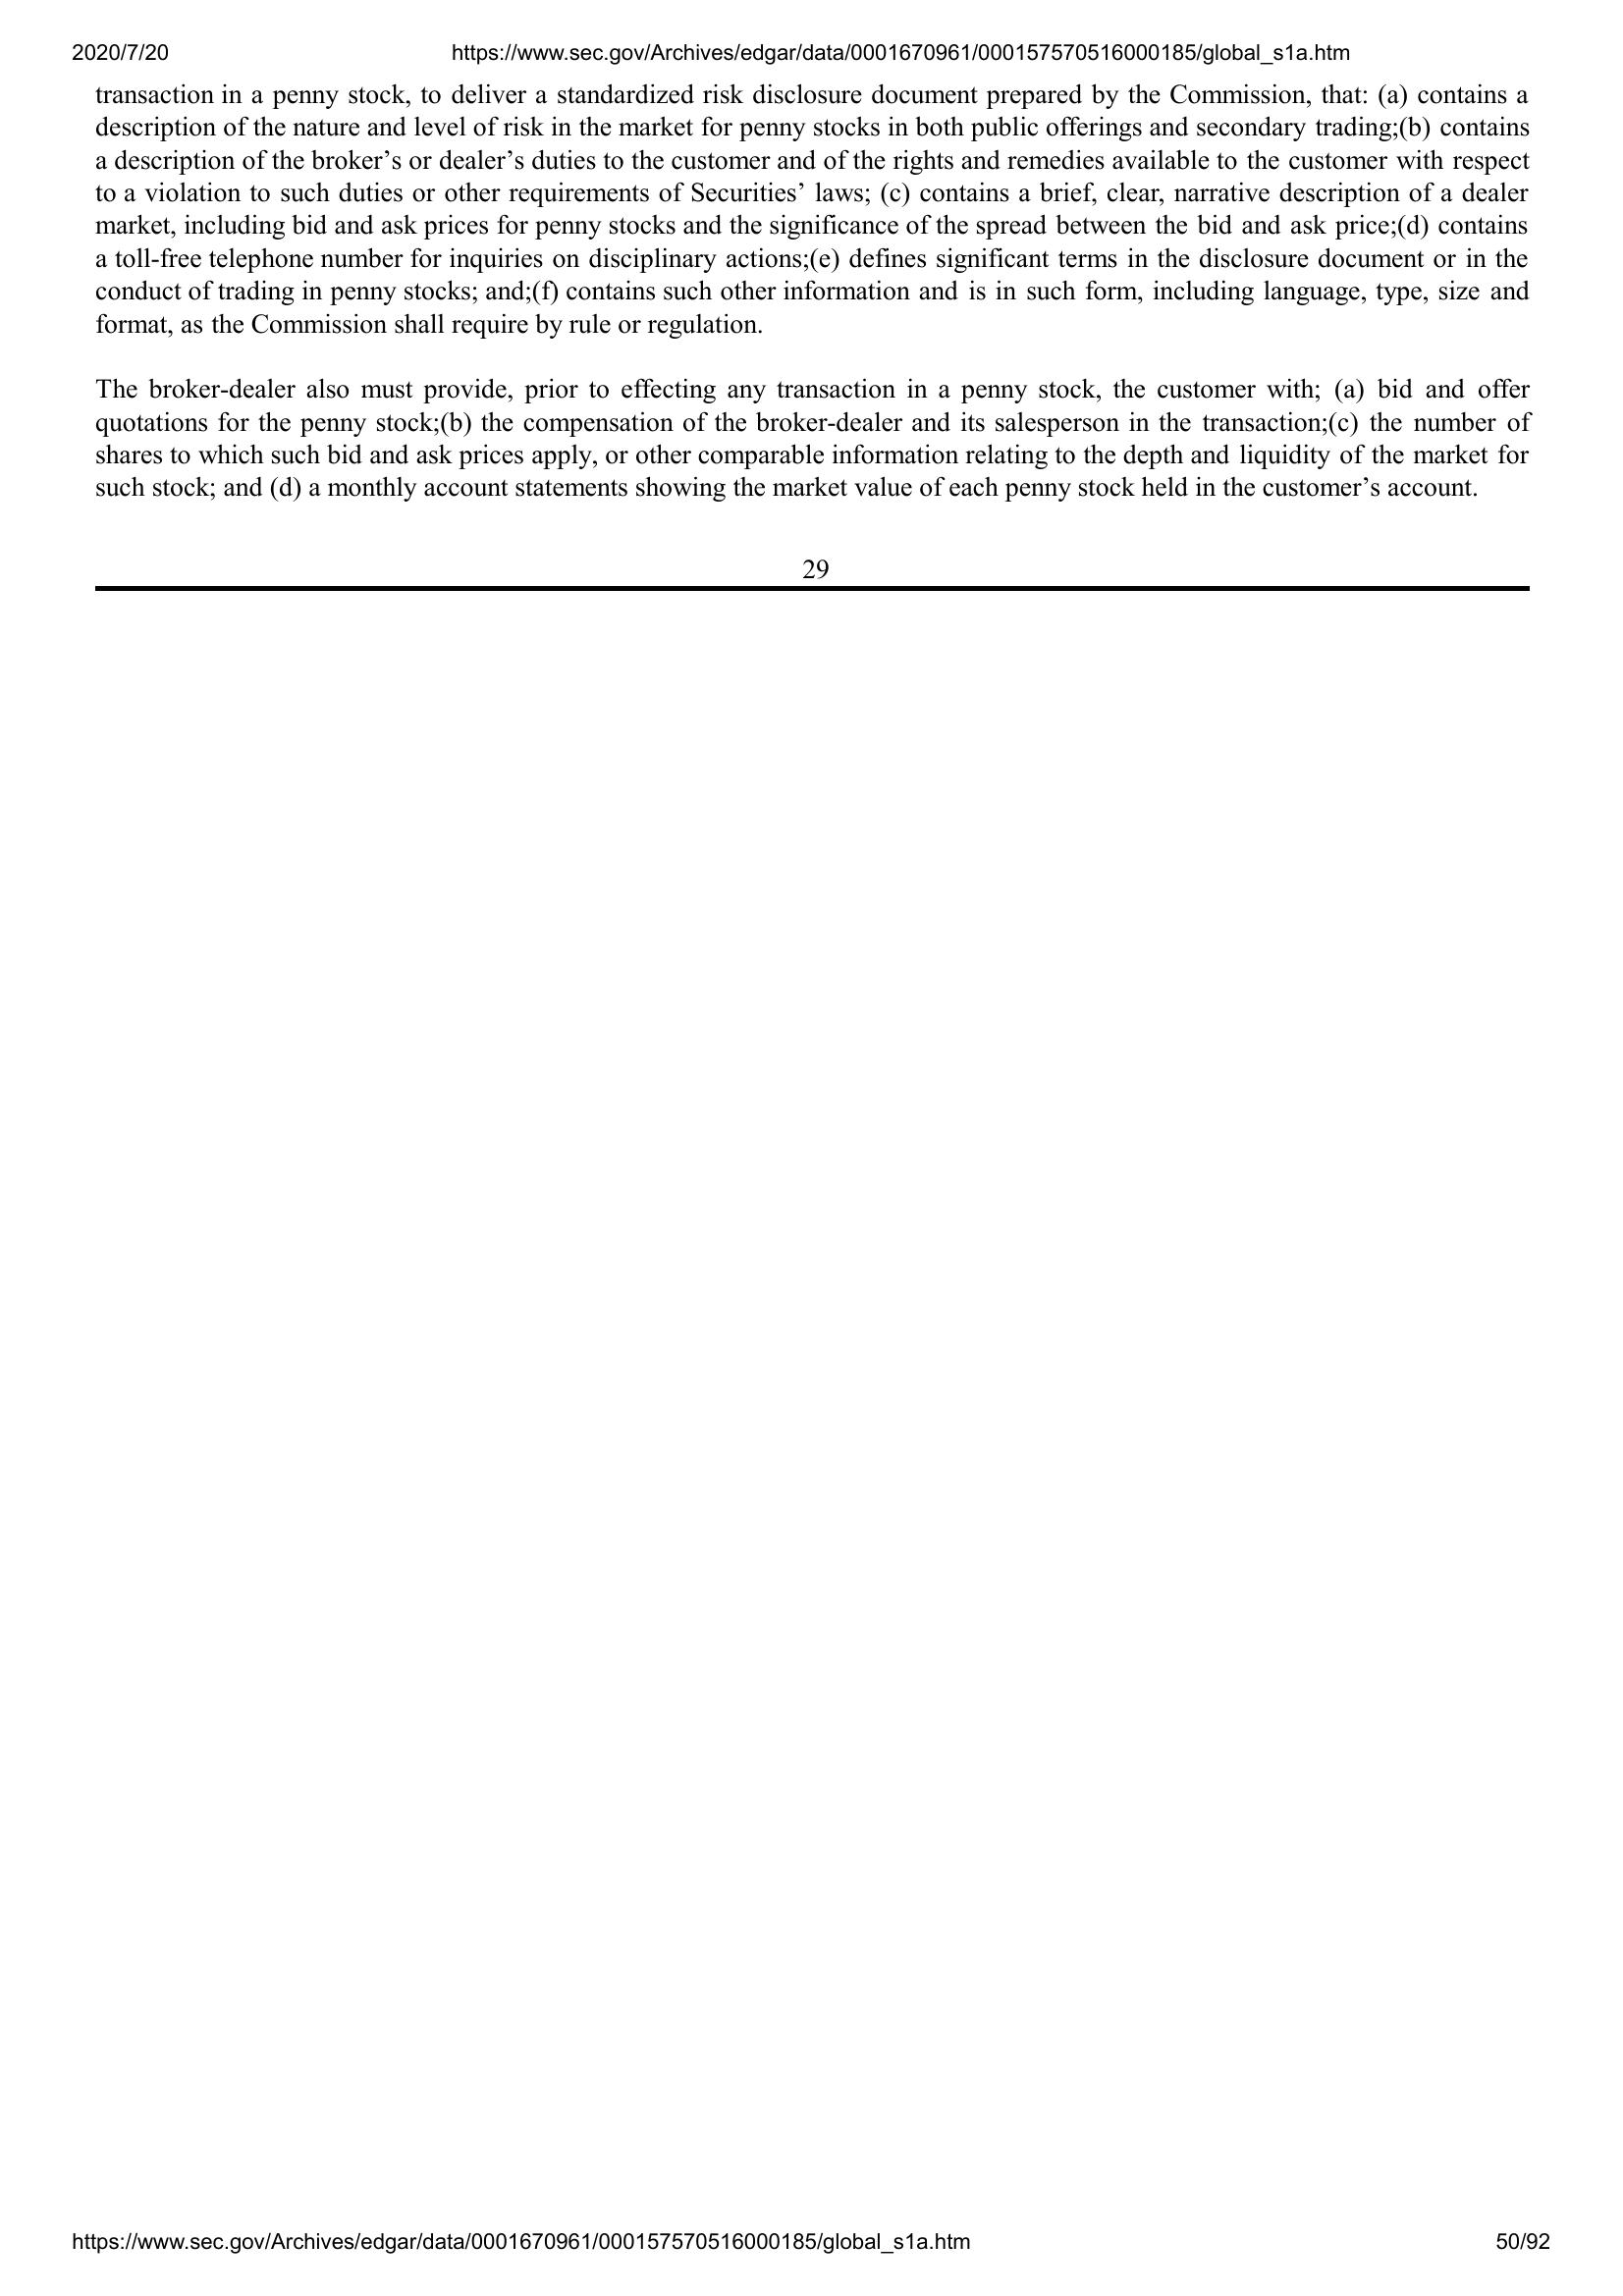 2020/7/20 https://www.sec.gov/Archives/edgar/data/0001670961/000157570516000185/global_s1a.htm
transaction in a penny stock, to deliver a standardized risk disclosure document prepared by the Commission, that: (a) contains a
description of the nature and level of risk in the market for penny stocks in both public offerings and secondary trading;(b) contains
a description of the broker’s or dealer’s duties to the customer and of the rights and remedies available to the customer with respect
to a violation to such duties or other requirements of Securities’ laws; (c) contains a brief, clear, narrative description of a dealer
market, including bid and ask prices for penny stocks and the significance of the spread between the bid and ask price;(d) contains
a toll-free telephone number for inquiries on disciplinary actions;(e) defines significant terms in the disclosure document or in the
conduct of trading in penny stocks; and;(f) contains such other information and is in such form, including language, type, size and
format, as the Commission shall require by rule or regulation.
The broker-dealer also must provide, prior to effecting any transaction in a penny stock, the customer with; (a) bid and offer
quotations for the penny stock;(b) the compensation of the broker-dealer and its salesperson in the transaction;(c) the number of
shares to which such bid and ask prices apply, or other comparable information relating to the depth and liquidity of the market for
such stock; and (d) a monthly account statements showing the market value of each penny stock held in the customer’s account.
29
https://www.sec.gov/Archives/edgar/data/0001670961/000157570516000185/global_s1a.htm 50/92